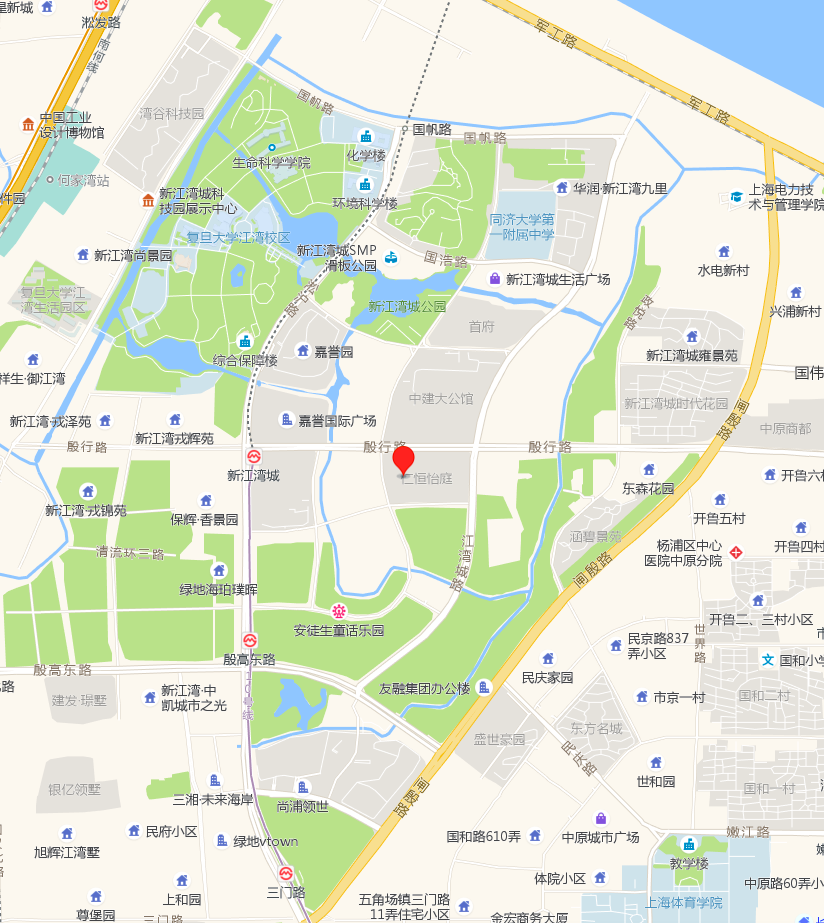 星新城
淞发路
南何线
军工路
军工路
国帆路
国帆路
国帆路
湾谷科技园
中国工业
设计博物馆
何家湾站
件园
生命科学学院
化学楼
环境科学楼
华润·新江湾九里
上海电力技
术与管理学院
新江湾城科
技园展示中心
同济大学第
一附属中学
复旦大学江湾校区
新江湾城SMP
滑板公园
国浩路
新江湾尚景园
水电新村
新江湾城生活广场
复旦大学江
湾生活园区
淞沪路
新江湾城公园
首府
政悦路
兴浦新村
综合保障楼
嘉誉园
新江湾城雍景苑
祥生·御江湾
国伟
中建大公馆
新江湾城时代花园
闸殷路
新江湾·戎泽苑
嘉誉国际广场
中原商都
新江湾·戎辉苑
殷行路
殷行路
殷行路
新江湾城
仁恒怡庭
东森花园
开鲁六村
新江湾·戎锦苑
保辉·香景园
开鲁五村
涵碧景苑
开鲁四村
清流环三路
江湾城路
杨浦区中心
医院中原分院
闸殷路
绿地海珀璞晖
安徒生童话乐园
开鲁二、三村小区
世界路
民京路837
弄小区
殷高东路
殷高东路
国和小学
路
10号线
友融集团办公楼
民庆家园
建发·璟墅
新江湾·中
凯城市之光
市京一村
国和二村
东方名城
盛世豪园
民庆路
银亿领墅
三湘·未来海岸
尚浦领世
闸殷路
世和园
国和一村
旭辉江湾墅
民府小区
绿地vtown
国和路610弄
中原城市广场
嫩江路
教学楼
三门路
上和园
体院小区
中原路60弄小
尊堡园
五角场镇三门路
11弄住宅小区
上海体育学院
三门路
金宏商务大厦